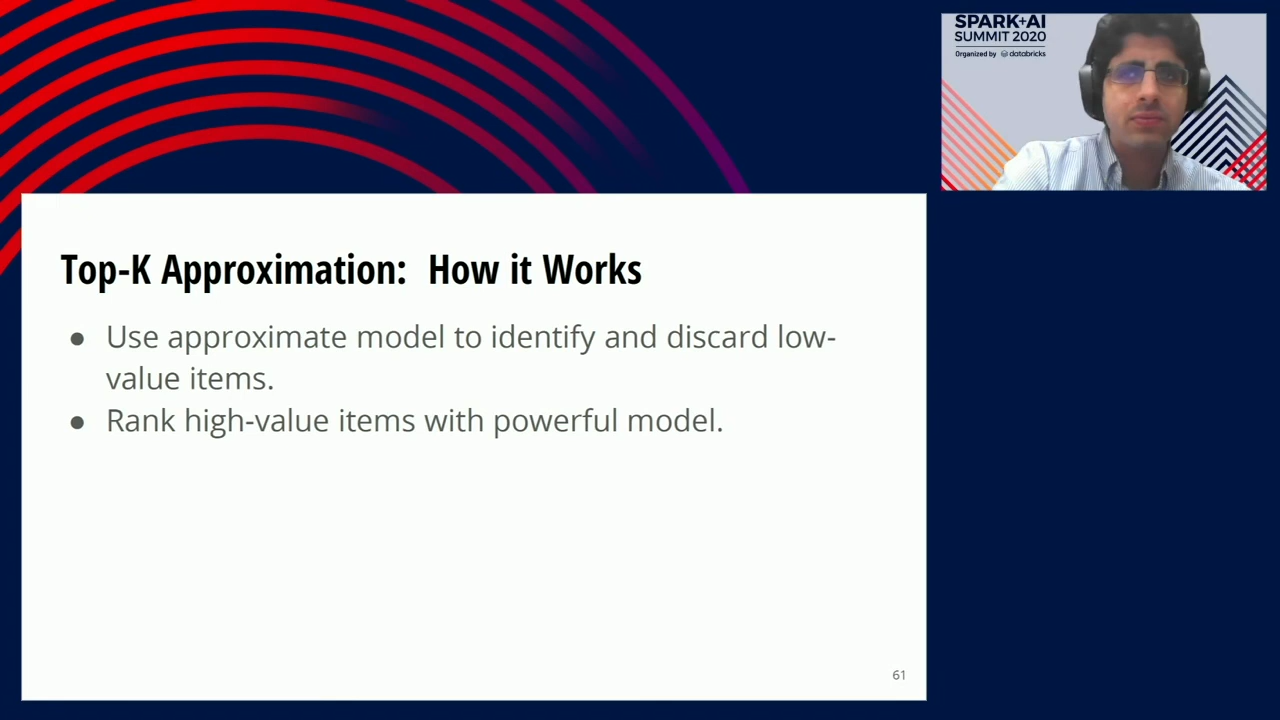 SPARK+AI
SUMMIT 2020
Organized by databricks
Top-K Approximation: How it Works
● Use approximate model to identify and discard low-
value items.
● Rank high-value items with powerful model.
61